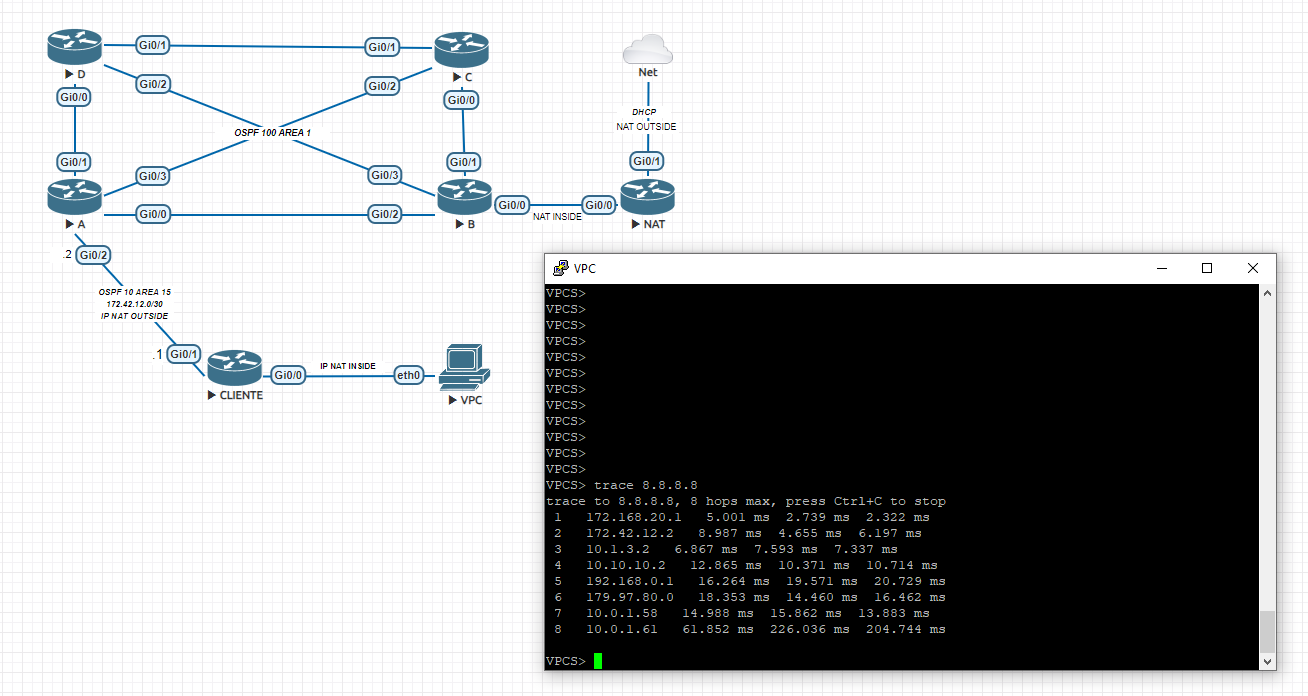 Gi0/1
Gi0/1
D
C
Net
Gi0/2
Gi0/2
Gi0/0
Gi0/0
DHCP
NAT OUTSIDE
OSPF 100 AREA 1
Gi0/1
Gi0/1
Gi0/1
Gi0/3
Gi0/3
Gi0/0
Gi0/0
Gi0/0
Gi0/2
NAT INSIDE
A
B
NAT
.2
Gi0/2
OSPF 10 AREA 15
172.42.12.0/30
IP NAT OUTSIDE
.1
Gi0/1
Gi0/0
IP NAT INSIDE
eth0
CLIENTE
VPC
VPC
VPCS>
VPCS>
VPCS>
VPCS>
VPCS>
VPCS>
VPCS>
VPCS>
VPCS>
VPCS>
VPCS>
VPCS>
VPCS> trace 8.8.8.8
trace to 8.8.8.8, 8 hops max, press Ctrl+C to stop
1 172.168.20.1 5.001 ms 2.739 ms 2.322 ms
2 172.42.12.2 8.987 ms 4.655 ms 6.197 ms
3 10.1.3.2 6.867 ms 7.593 ms 7.337 ms
4 10.10.10.2 12.865 ms 10.371 ms 10.714 ms
5 192.168.0.1 16.264 ms 19.571 ms 20.729 ms
6 179.97.80.0 18.353 ms 14.460 ms 16.462 ms
7 10.0.1.58 14.988 ms 15.862 ms 13.883 ms
8 10.0.1.61 61.852 ms 226.036 ms 204.744 ms
VPCS>